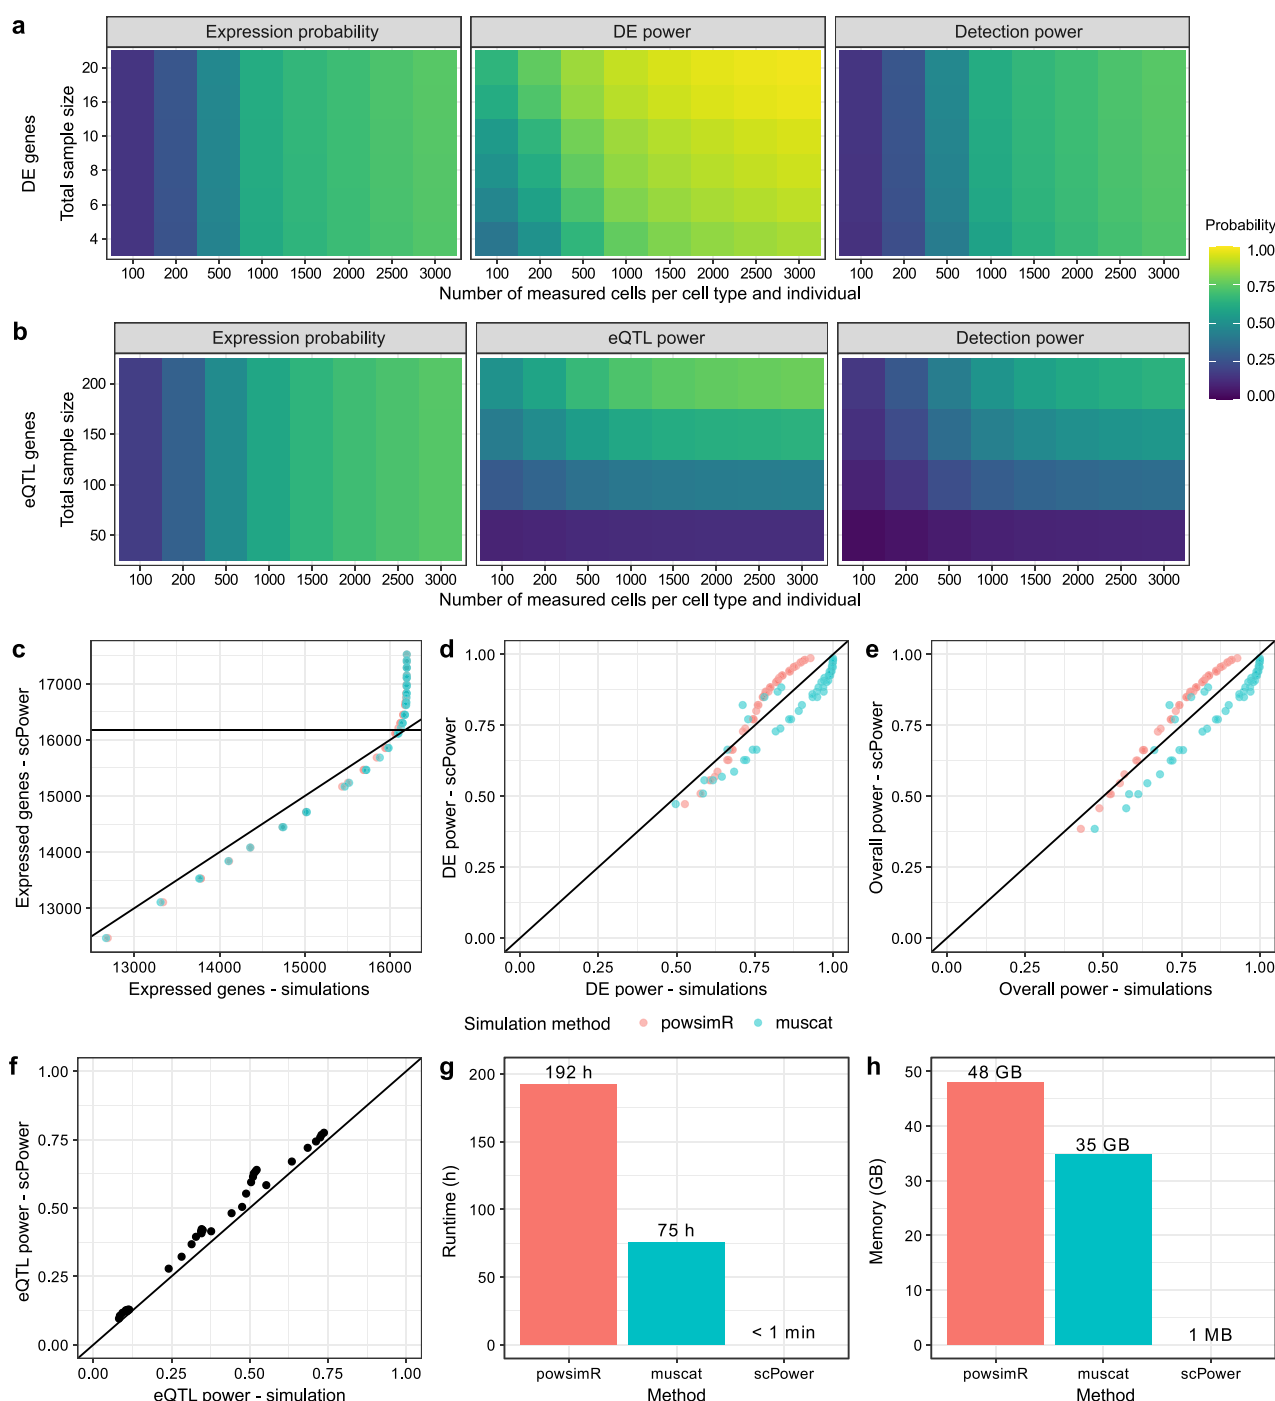 a
Expression probability
DE power
Detection power
DE genes
Total sample size
20
16
10
8
6
4
100 200 500 1000 1500 2000 2500 3000
100 200 500 1000 1500 2000 2500 3000
100 200 500 1000 1500 2000 2500 3000
Number of measured cells per cell type and individual
Probability
1.00
0.75
0.50
0.25
0.00
b
Expression probability
eQTL power
Detection power
eQTL genes
Total sample size
200
150
100
50
100 200 500 1000 1500 2000 2500 3000
100 200 500 1000 1500 2000 2500 3000
100 200 500 1000 1500 2000 2500 3000
Number of measured cells per cell type and individual
c
Expressed genes - scPower
17000
16000
15000
14000
13000
13000 14000 15000 16000
Expressed genes - simulations
d
DE power - scPower
1.00
0.75
0.50
0.25
0.00
0.00 0.25 0.50 0.75 1.00
DE power - simulations
e
Overall power - scPower
1.00
0.75
0.50
0.25
0.00
0.00 0.25 0.50 0.75 1.00
Overall power - simulations
Simulation method powsimR muscat
f
eQTL power - scPower
1.00
0.75
0.50
0.25
0.00
0.00 0.25 0.50 0.75 1.00
eQTL power - simulation
g
Runtime (h)
200
150
100
50
0
192 h
75 h
< 1 min
powsimR muscat scPower
Method
h
Memory (GB)
50
40
30
20
10
0
48 GB
35 GB
1 MB
powsimR muscat scPower
Method